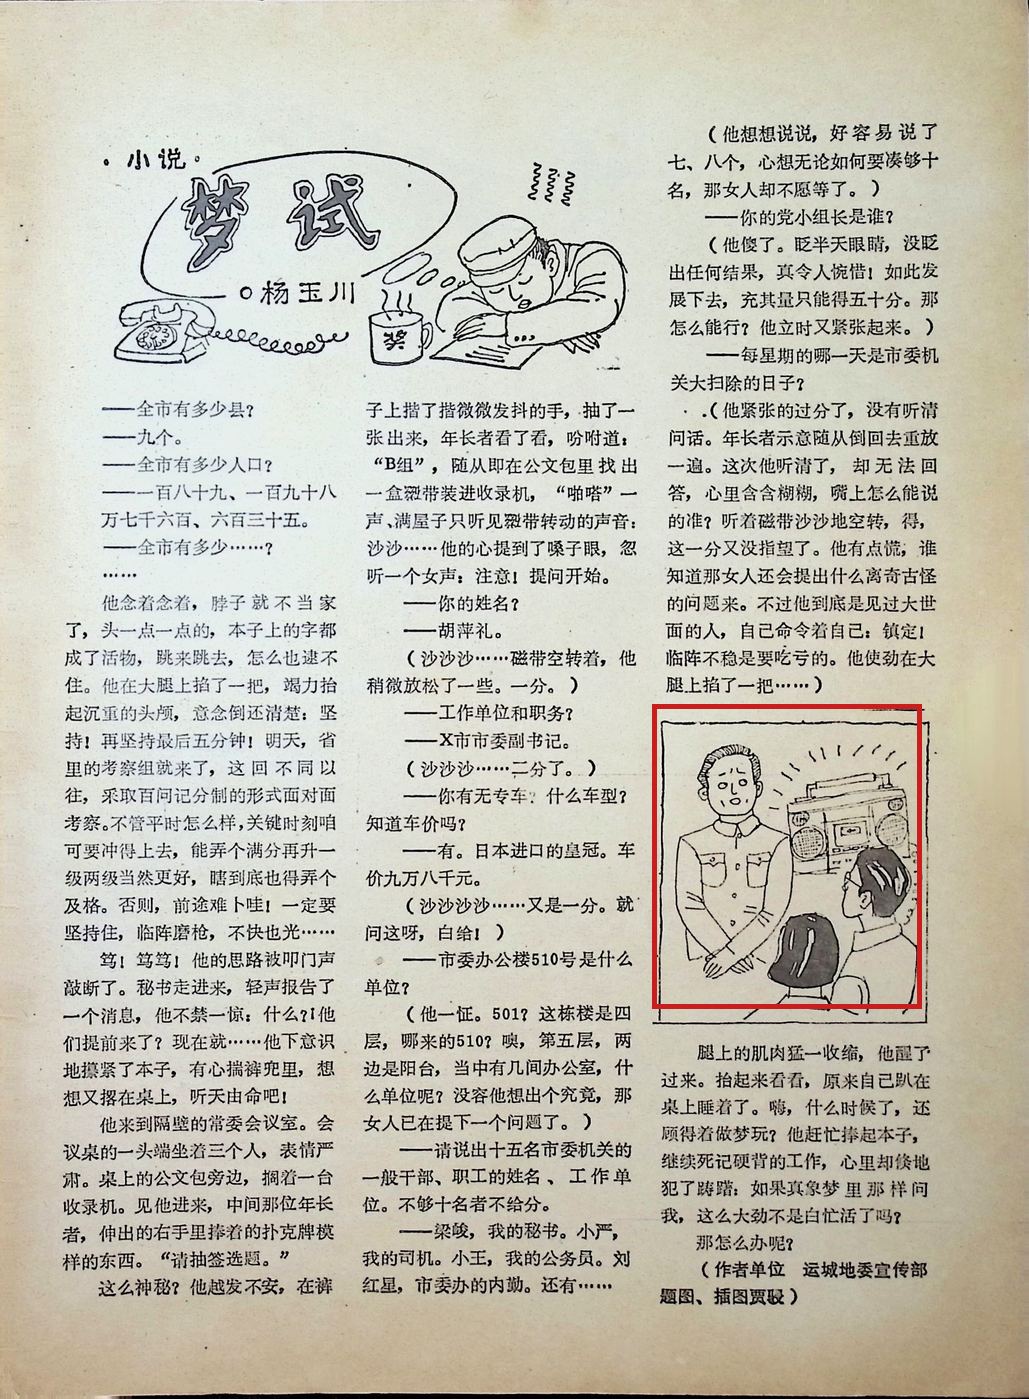 ·小说·
梦试
○杨玉川
奖
——全市有多少县？
——九个。
——全市有多少人口？
——一百八十九、一百九十八
万七千六百、六百三十五。
——全市有多少……？
……
他念着念着，脖子就不当家
了，头一点一点的，本子上的字都
成了活物，跳来跳去，怎么也逮不
住。他在大腿上掐了一把，竭力抬
起沉重的头颅，意念倒还清楚：坚
持！再坚持最后五分钟！明天，省
里的考察组就来了，这回不同以
往，采取百问记分制的形式面对面
考察。不管平时怎么样，关键时刻咱
可要冲得上去，能弄个满分再升一
级两级当然更好，瞎到底也得弄个
及格。否则，前途难卜哇！一定要
坚持住，临阵磨枪，不快也光……
笃！笃笃！他的思路被叩门声
敲断了。秘书走进来，轻声报告了
一个消息，他不禁一惊：什么？！他
们提前来了？现在就……他下意识
地攥紧了本子，有心揣裤兜里，想
想又撂在桌上，听天由命吧！
他来到隔壁的常委会议室。会
议桌的一头端坐着三个人，表情严
肃。桌上的公文包旁边，搁着一台
收录机。见他进来，中间那位年长
者，伸出的右手里捧着的扑克牌模
样的东西。“请抽签选题。”
这么神秘？他越发不安，在裤
子上揩了揩微微发抖的手，抽了一
张出来，年长者看了看，吩咐道：
“B组”，随从即在公文包里找出
一盒磁带装进收录机，“啪嗒”一
声、满屋子只听见磁带转动的声音：
沙沙……他的心提到了嗓子眼，忽
听一个女声：注意！提问开始。
——你的姓名？
——胡萍礼。
（沙沙沙……磁带空转着，他
稍微放松了一些。一分。）
——工作单位和职务？
——X市市委副书记。
（沙沙沙……二分了。）
——你有无专车？什么车型？
知道车价吗？
——有。日本进口的皇冠。车
价九万八千元。
（沙沙沙沙……又是一分。就
问这呀，白给！）
——市委办公楼510号是什么
单位？
（他一怔。501？这栋楼是四
层，哪来的510？噢，第五层，两
边是阳台，当中有几间办公室，什
么单位呢？没容他想出个究竟，那
女人已在提下一个问题了。）
——请说出十五名市委机关的
一般干部、职工的姓名、工作单
位。不够十名者不给分。
——梁峻，我的秘书。小严，
我的司机。小王，我的公务员。刘
红星，市委办的内勤。还有……
（他想想说说，好容易说了
七、八个，心想无论如何要凑够十
名，那女人却不愿等了。）
——你的党小组长是谁？
（他傻了。眨半天眼睛，没眨
出任何结果，真令人惋惜！如此发
展下去，充其量只能得五十分。那
怎么能行？他立时又紧张起来。）
——每星期的哪一天是市委机
关大扫除的日子？
（他紧张的过分了，没有听清
问话。年长者示意随从倒回去重放
一遍。这次他听清了，却无法回
答，心里含含糊糊，嘴上怎么能说
的准？听着磁带沙沙地空转，得，
这一分又没指望了。他有点慌，谁
知道那女人还会提出什么离奇古怪
的问题来。不过他到底是见过大世
面的人，自己命令着自己：镇定！
临阵不稳是要吃亏的。他使劲在大
腿上掐了一把……）
腿上的肌肉猛一收缩，他醒了
过来。抬起来看看，原来自己趴在
桌上睡着了。嗨，什么时候了，还
顾得着做梦玩？他赶忙捧起本子，
继续死记硬背的工作，心里却倏地
犯了踌躇：如果真象梦里那样问
我，这么大劲不是白忙活了吗？
那怎么办呢？
（作者单位　运城地委宣传部
题图、插图贾晸）